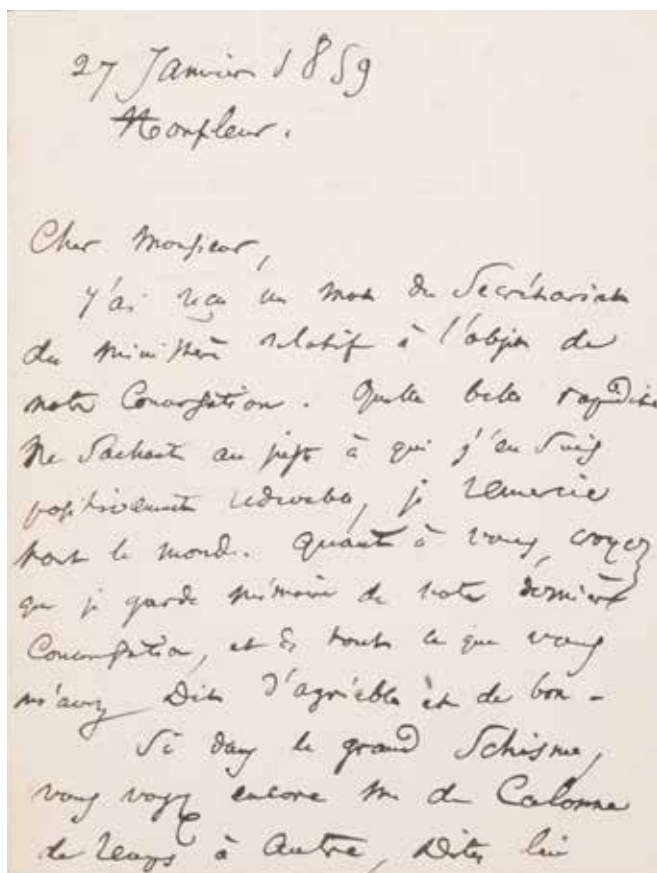 27 Janvier 1859
Honfleur.
Cher Monsieur,
J'ai reçu un mot du Secrétariat
du ministère relatif à l'objet de
notre Conversation. Quelle belle rapidité
Ne Sachant au juste à qui j'en Suis
positivement redevable, je remercie
tout le monde. Quant à vous, croyez
que je garde mémoire de notre dernière
Conversation, et de tout ce que vous
m'avez Dit d'agréable et de bon -
Si dans le grand Schisme,
vous voyez encore M. de Calonne
de temps à Autre, Dites lui